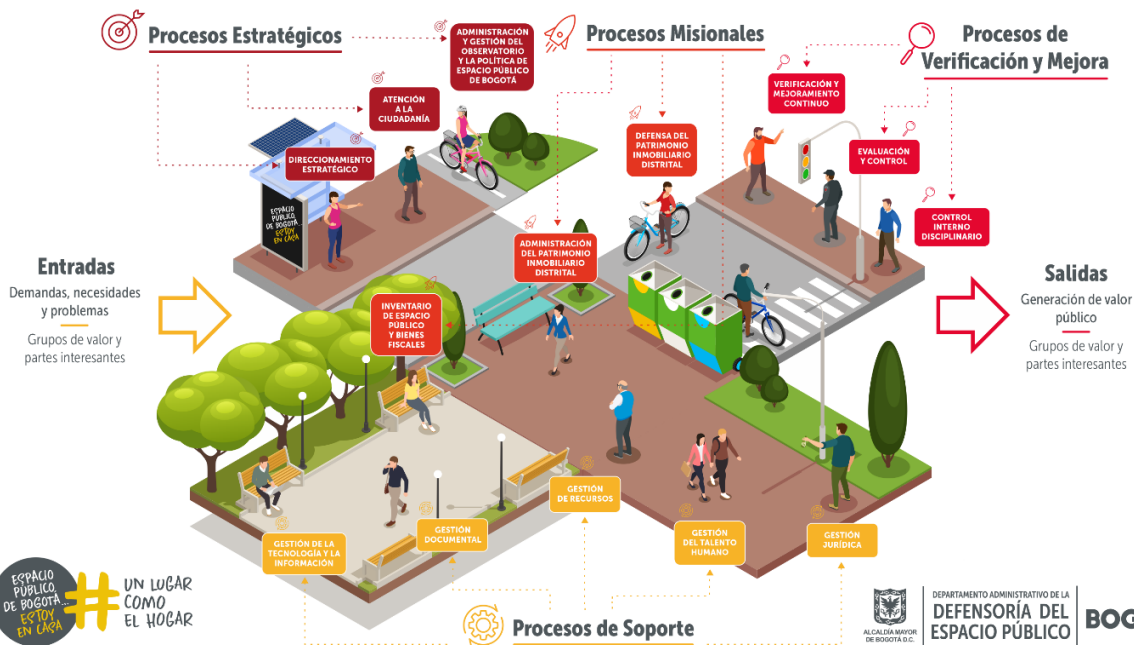 Procesos Estratégicos
ADMINISTRACIÓN
Y GESTIÓN DEL
OBSERVATORIO
Y LA POLÍTICA DE
ESPACIO PÚBLICO
DE BOGOTÁ
ATENCIÓN
A LA
CIUDADANÍA
DIRECCIONAMIENTO
ESTRATÉGICO
Procesos Misionales
DEFENSA DEL
PATRIMONIO
INMOBILIARIO
DISTRITAL
ADMINISTRACIÓN
DEL PATRIMONIO
INMOBILIARIO
DISTRITAL
INVENTARIO
DE ESPACIO
PÚBLICO
Y BIENES
FISCALES
Procesos de
Verificación y Mejora
VERIFICACIÓN Y
MEJORAMIENTO
CONTINUO
EVALUACIÓN
Y CONTROL
CONTROL
INTERNO
DISCIPLINARIO
ESPACIO
PÚBLICO
DE BOGOTÁ
ESTOY
EN CASA
Entradas
Demandas, necesidades
y problemas
Grupos de valor y
partes interesantes
Salidas
Generación de valor
público
Grupos de valor y
partes interesantes
GESTIÓN DE LA
TECNOLOGÍA Y LA
INFORMACIÓN
GESTIÓN
DOCUMENTAL
GESTIÓN
DE RECURSOS
GESTIÓN
DEL TALENTO
HUMANO
GESTIÓN
JURÍDICA
Procesos de Soporte
ESPACIO
PÚBLICO
DE BOGOTÁ...
ESTOY
EN CASA
#
UN LUGAR
COMO
EL HOGAR
ALCALDÍA MAYOR
DE BOGOTÁ D.C.
DEPARTAMENTO ADMINISTRATIVO DE LA
DEFENSORÍA DEL
ESPACIO PÚBLICO
BOG